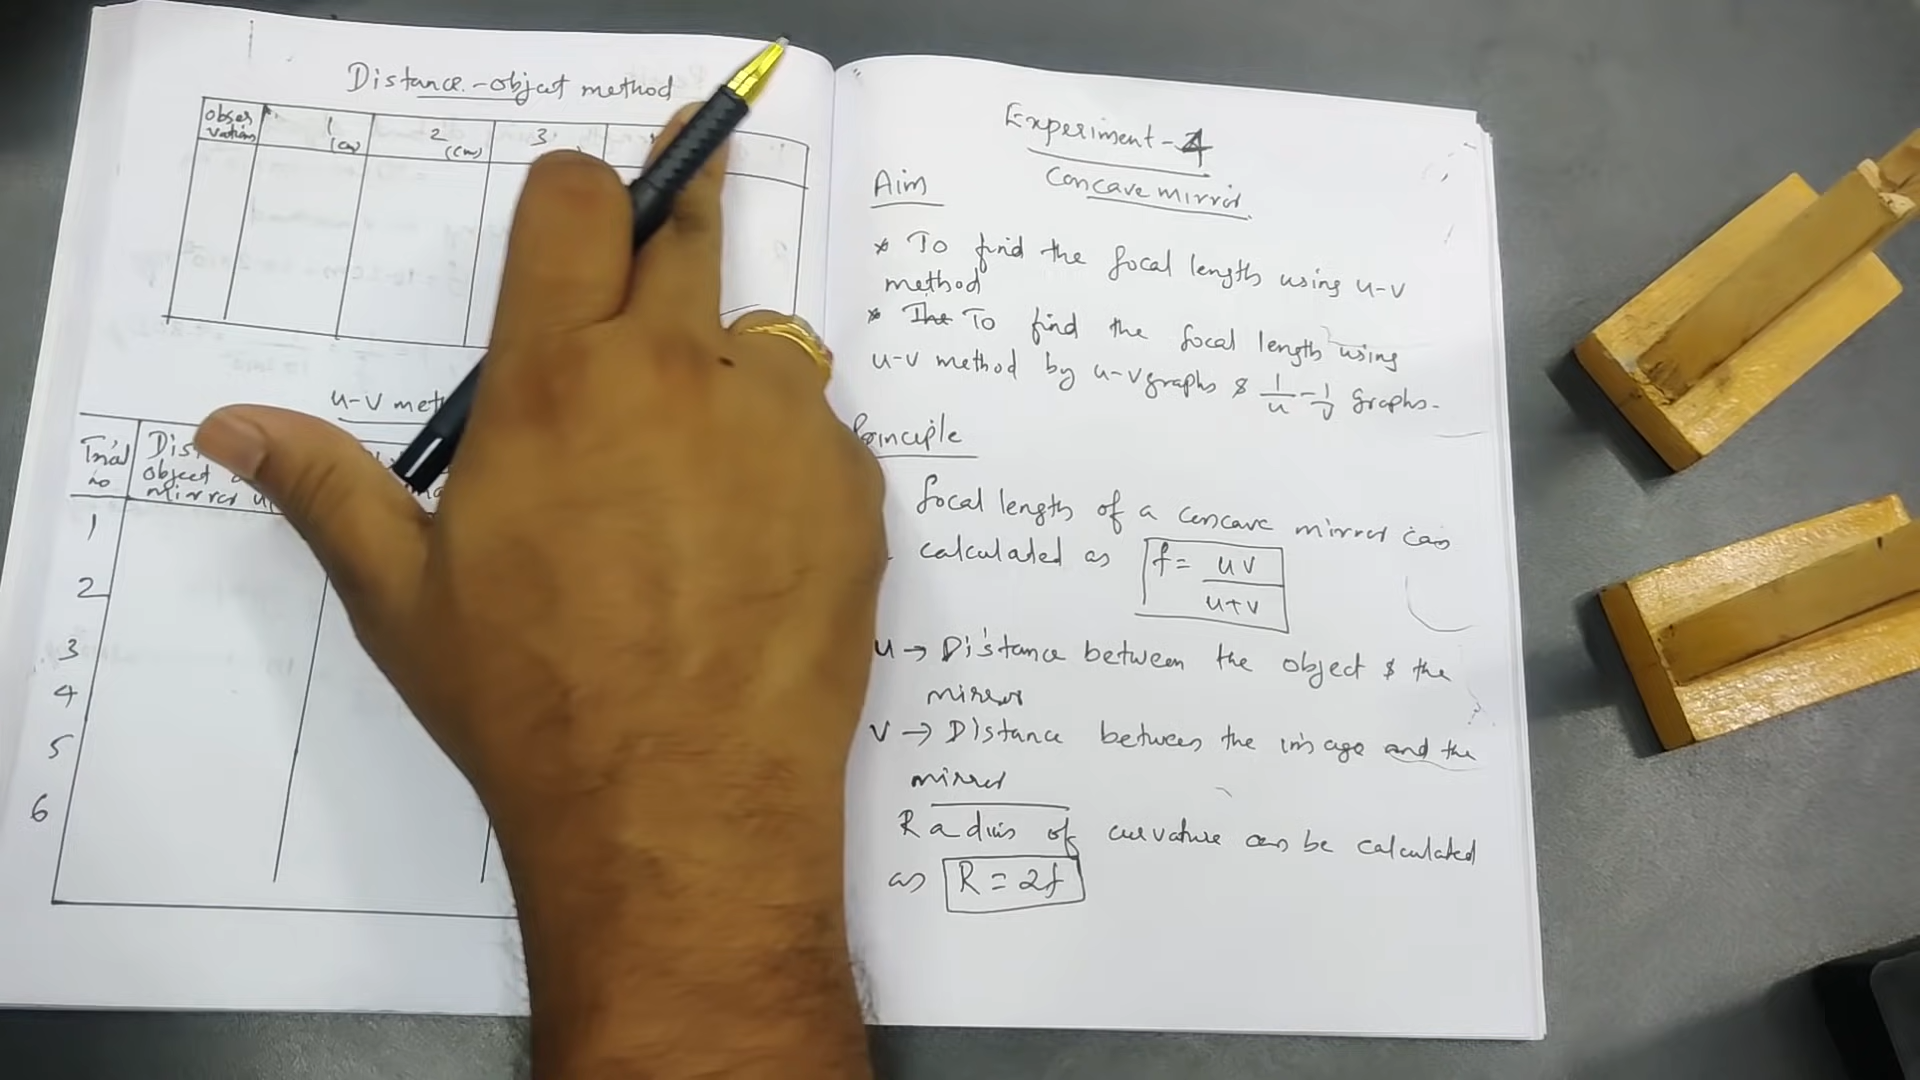 Distance-object method
obser
vations
1
(cm)
2
(cm)
3
u-v
Trial
no
object
mirror u
1
2
3
4
5
6
Experiment-4
Concave mirror
Aim
* To find the focal length using u-v
method
* To find the focal length using
u-v method by u-v graphs & 1/u-1/v graphs-
Principle
focal length of a concave mirror can
calculated as f= uv/u+v
u → Distance between the object & the
mirror
v → Distance between the image and the
mirror
Radius of curvature can be calculated
as R=2f